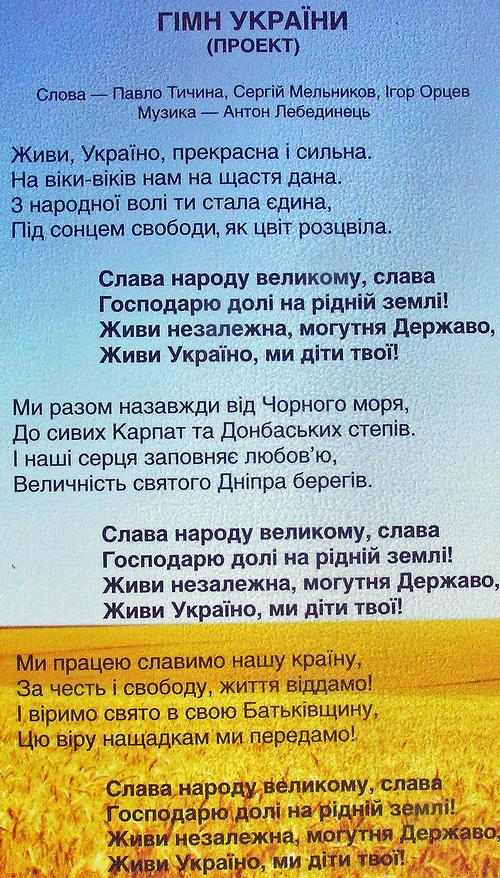 ГІМН УКРАЇНИ
(ПРОЕКТ)
Слова — Павло Тичина, Сергій Мельников, Ігор Орцев
Музика — Антон Лебединець
Живи, Україно, прекрасна і сильна.
На віки-віків нам на щастя дана.
З народної волі ти стала єдина,
Під сонцем свободи, як цвіт розцвіла.
Слава народу великому, слава
Господарю долі на рідній землі!
Живи незалежна, могутня Державо,
Живи Україно, ми діти твої!
Ми разом назавжди від Чорного моря,
До сивих Карпат та Донбаських степів.
І наші серця заповняє любов'ю,
Величність святого Дніпра берегів.
Слава народу великому, слава
Господарю долі на рідній землі!
Живи незалежна, могутня Державо,
Живи Україно, ми діти твої!
Ми працею славимо нашу країну,
За честь і свободу, життя віддамо!
І віримо свято в свою Батьківщину,
Цю віру нащадкам ми передамо!
Слава народу великому, слава
Господарю долі на рідній землі!
Живи незалежна, могутня Державо,
Живи Україно, ми діти твої!